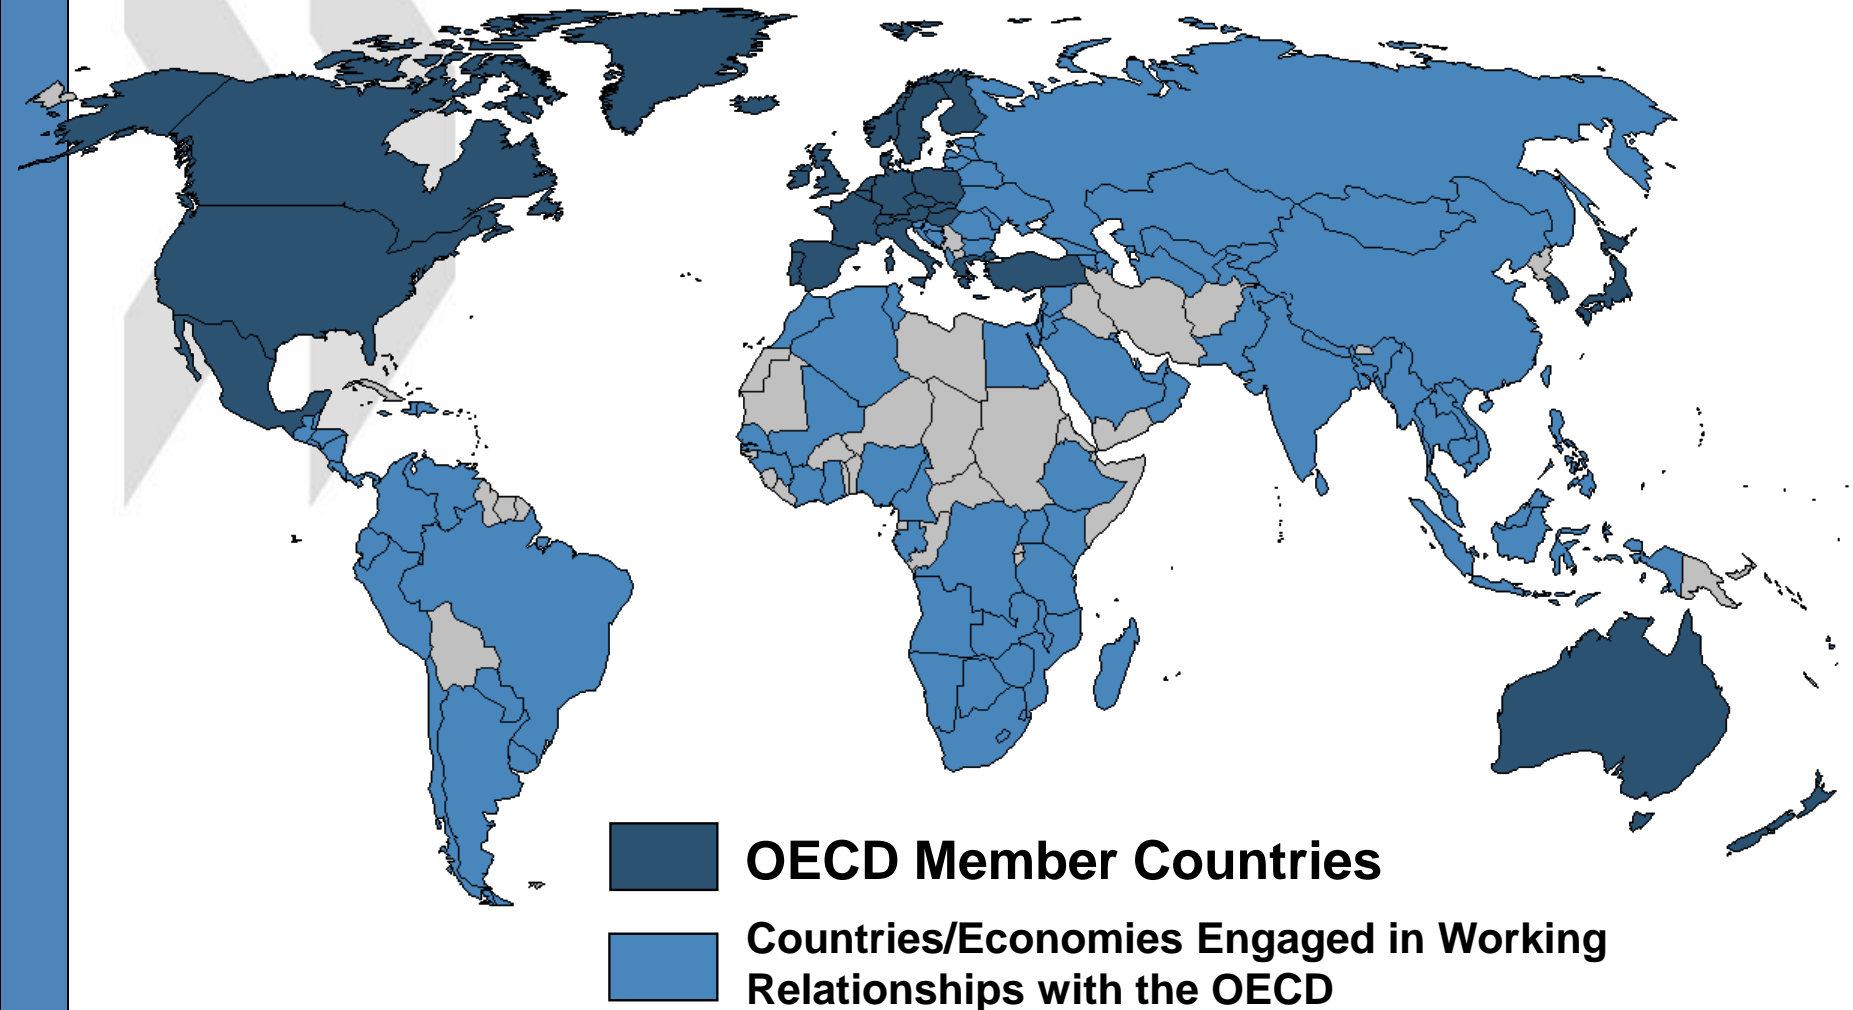 OECD Member Countries
Countries/Economies Engaged in Working
Relationships with the OECD